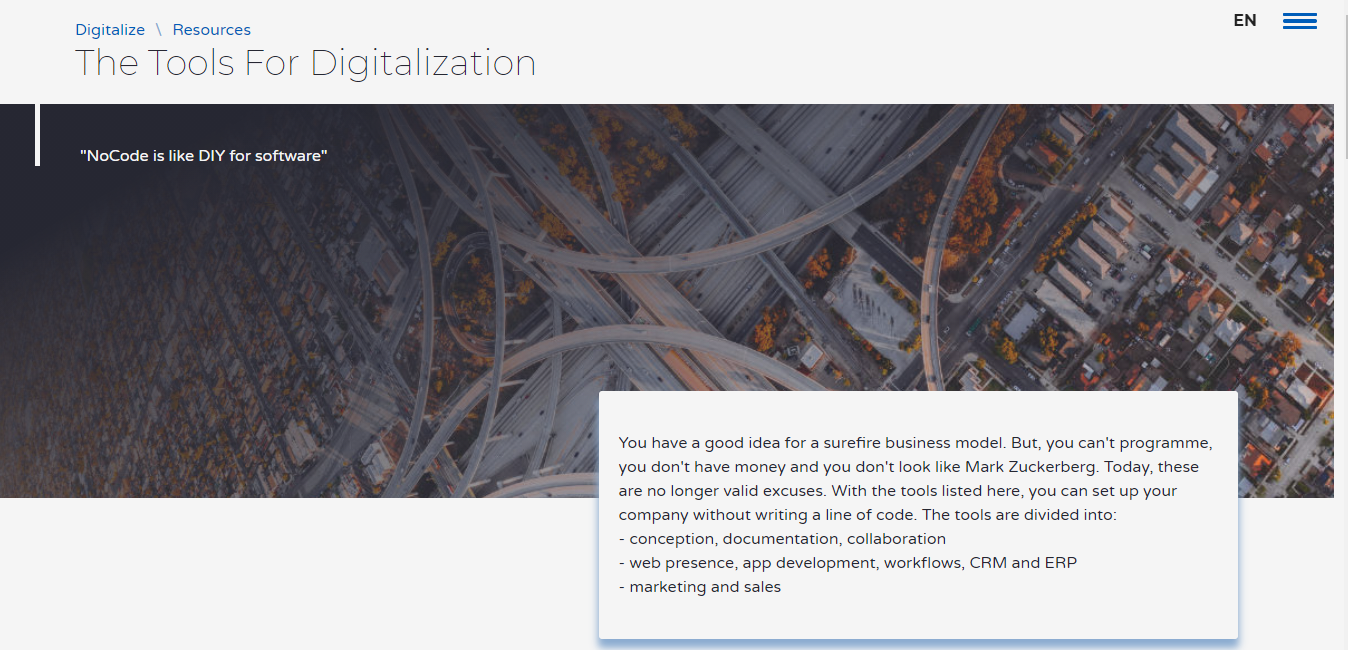 Digitalize \ Resources
EN
The Tools For Digitalization
"NoCode is like DIY for software"
You have a good idea for a surefire business model. But, you can't programme,
you don't have money and you don't look like Mark Zuckerberg. Today, these
are no longer valid excuses. With the tools listed here, you can set up your
company without writing a line of code. The tools are divided into:
- conception, documentation, collaboration
- web presence, app development, workflows, CRM and ERP
- marketing and sales